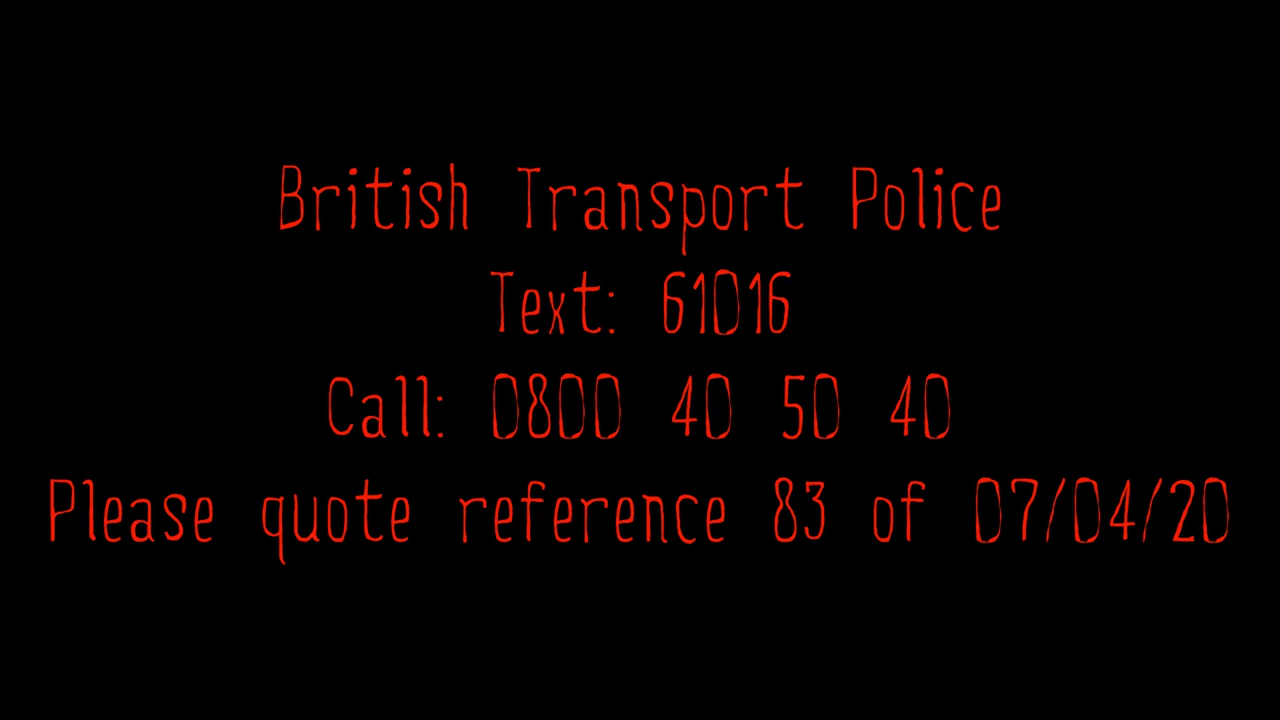 British Transport Police
Text: 61016
Call: 0800 40 50 40
Please quote reference 83 of 07/04/20